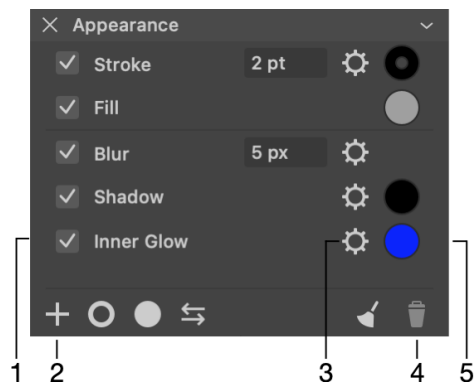 Appearance
Stroke 2 pt
Fill
Blur 5 px
Shadow
Inner Glow
1 2 3 4 5